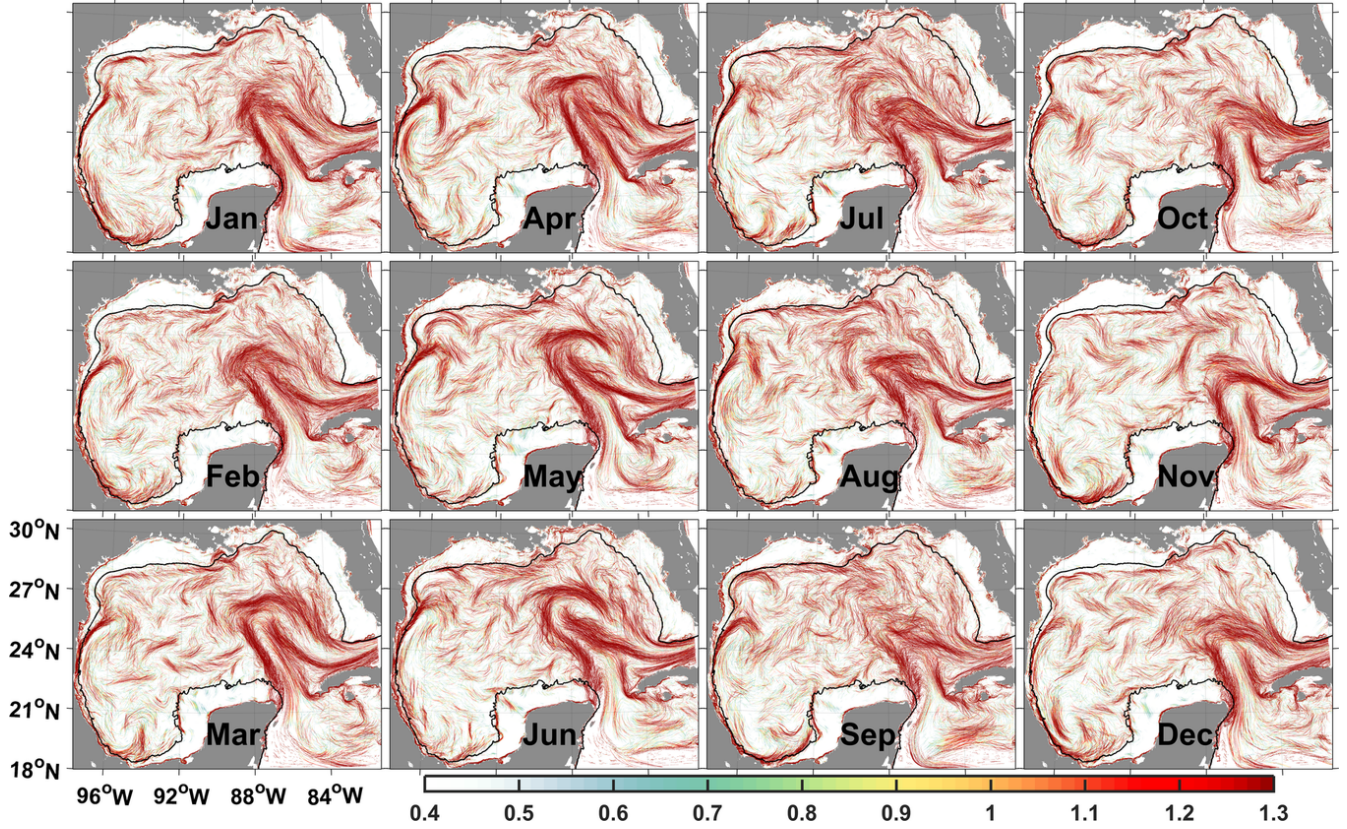 Jan Apr Jul Oct
Feb May Aug Nov
30°N
27°N
24°N
21°N
18°N
Mar Jun Sep Dec
96°W 92°W 88°W 84°W
0.4 0.5 0.6 0.7 0.8 0.9 1 1.1 1.2 1.3